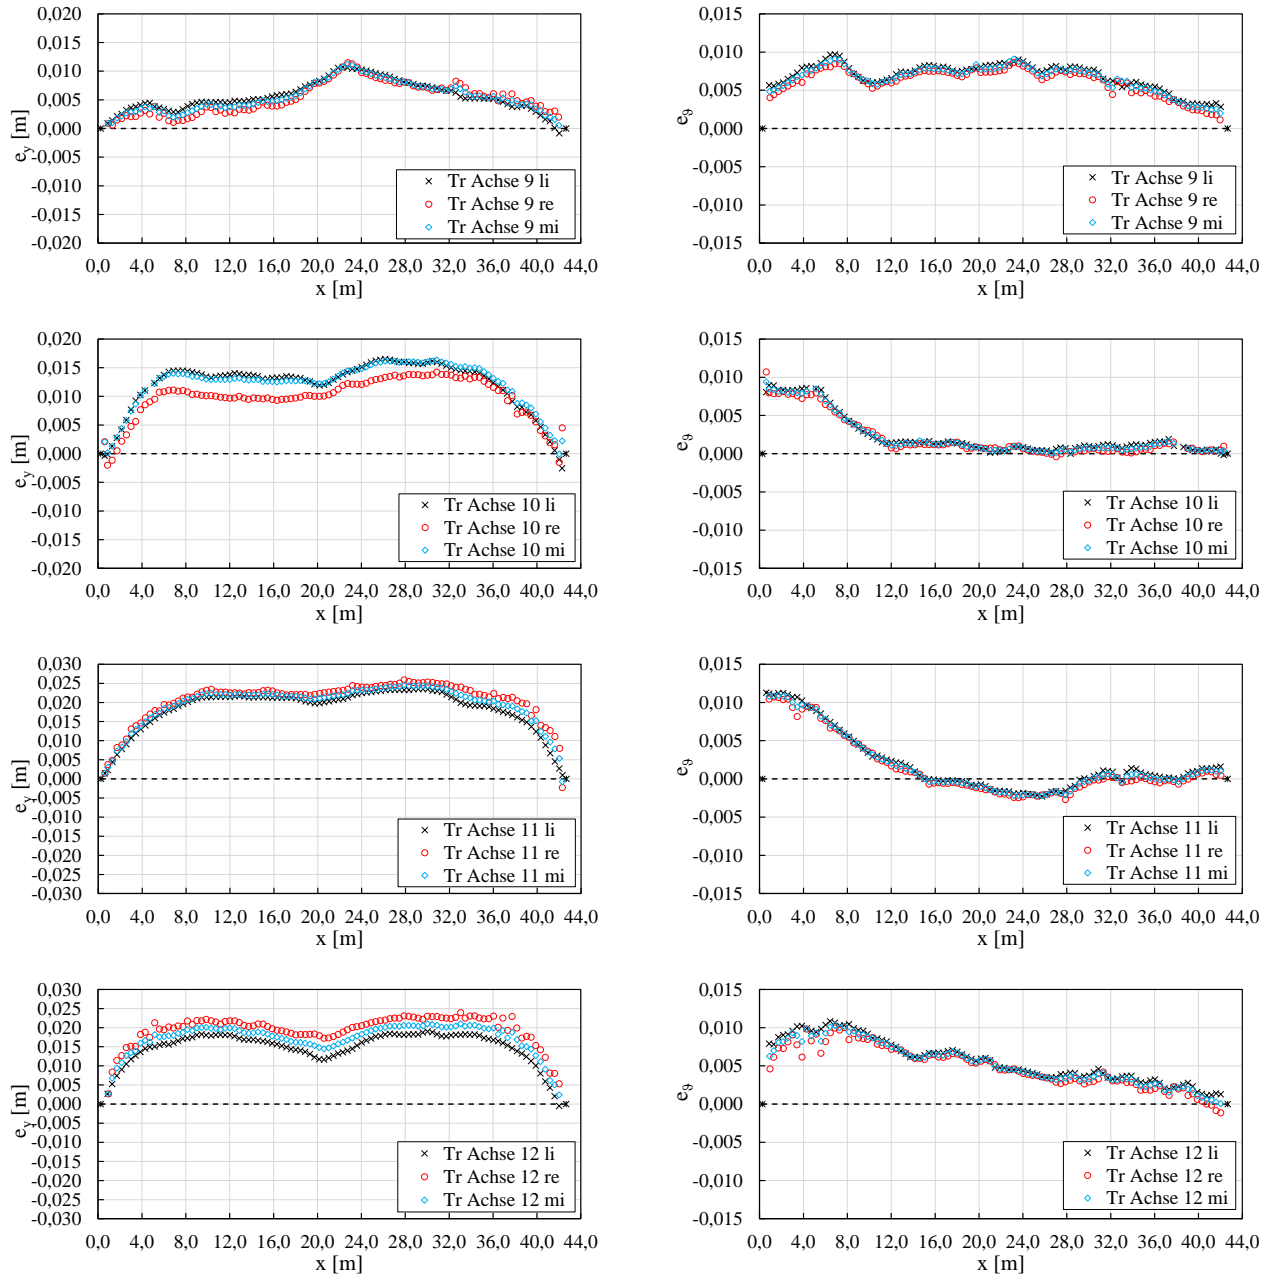 0,020
0,015
0,010
0,005
0,000
-0,005
-0,010
-0,015
-0,020
e_y [m]
Tr Achse 9 li
Tr Achse 9 re
Tr Achse 9 mi
0,0 4,0 8,0 12,0 16,0 20,0 24,0 28,0 32,0 36,0 40,0 44,0
x [m]
0,015
0,010
0,005
0,000
-0,005
-0,010
-0,015
e_ϑ
Tr Achse 9 li
Tr Achse 9 re
Tr Achse 9 mi
0,0 4,0 8,0 12,0 16,0 20,0 24,0 28,0 32,0 36,0 40,0 44,0
x [m]
0,020
0,015
0,010
0,005
0,000
-0,005
-0,010
-0,015
-0,020
e_y [m]
Tr Achse 10 li
Tr Achse 10 re
Tr Achse 10 mi
0,0 4,0 8,0 12,0 16,0 20,0 24,0 28,0 32,0 36,0 40,0 44,0
x [m]
0,015
0,010
0,005
0,000
-0,005
-0,010
-0,015
e_ϑ
Tr Achse 10 li
Tr Achse 10 re
Tr Achse 10 mi
0,0 4,0 8,0 12,0 16,0 20,0 24,0 28,0 32,0 36,0 40,0 44,0
x [m]
0,030
0,025
0,020
0,015
0,010
0,005
0,000
-0,005
-0,010
-0,015
-0,020
-0,025
-0,030
e_y [m]
Tr Achse 11 li
Tr Achse 11 re
Tr Achse 11 mi
0,0 4,0 8,0 12,0 16,0 20,0 24,0 28,0 32,0 36,0 40,0 44,0
x [m]
0,015
0,010
0,005
0,000
-0,005
-0,010
-0,015
e_ϑ
Tr Achse 11 li
Tr Achse 11 re
Tr Achse 11 mi
0,0 4,0 8,0 12,0 16,0 20,0 24,0 28,0 32,0 36,0 40,0 44,0
x [m]
0,030
0,025
0,020
0,015
0,010
0,005
0,000
-0,005
-0,010
-0,015
-0,020
-0,025
-0,030
e_y [m]
Tr Achse 12 li
Tr Achse 12 re
Tr Achse 12 mi
0,0 4,0 8,0 12,0 16,0 20,0 24,0 28,0 32,0 36,0 40,0 44,0
x [m]
0,015
0,010
0,005
0,000
-0,005
-0,010
-0,015
e_ϑ
Tr Achse 12 li
Tr Achse 12 re
Tr Achse 12 mi
0,0 4,0 8,0 12,0 16,0 20,0 24,0 28,0 32,0 36,0 40,0 44,0
x [m]